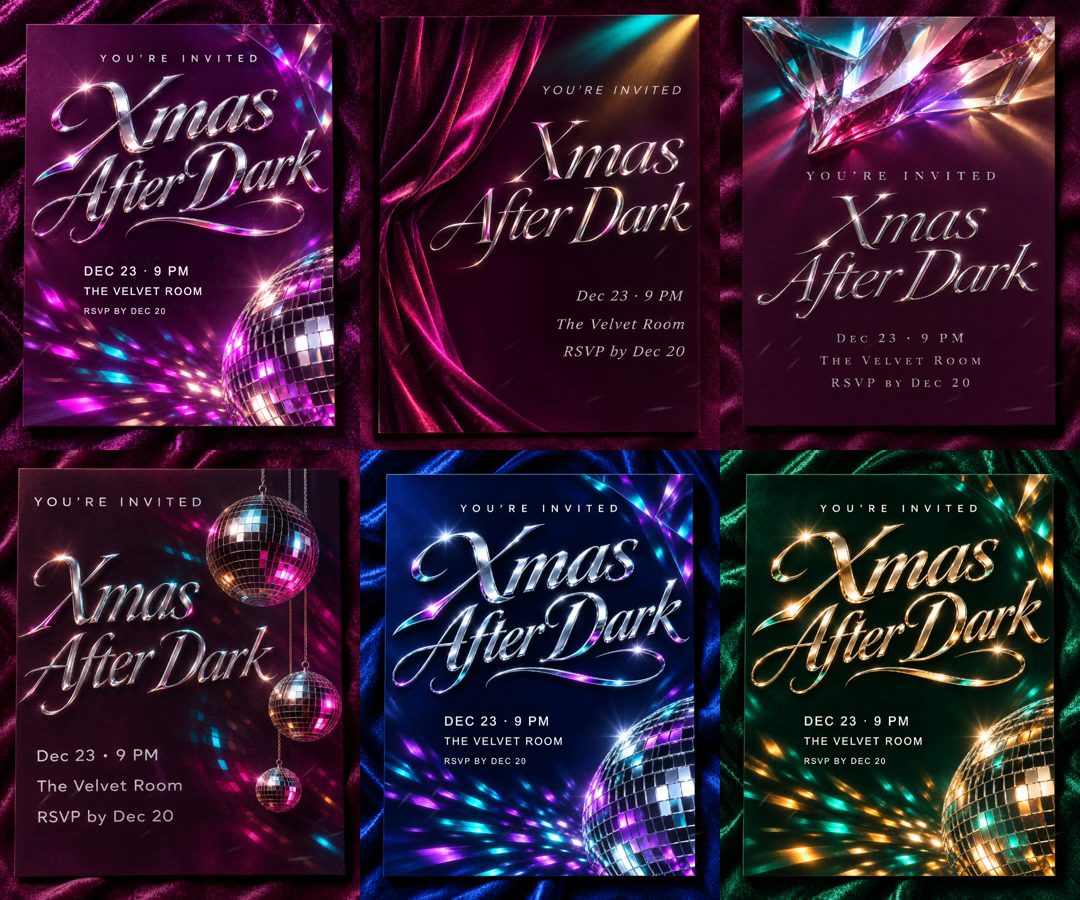 YOU'RE INVITED
Xmas
After Dark
DEC 23 · 9 PM
THE VELVET ROOM
RSVP BY DEC 20
YOU'RE INVITED
Xmas
After Dark
Dec 23 · 9 PM
The Velvet Room
RSVP by Dec 20
YOU'RE INVITED
Xmas
After Dark
Dec 23 · 9 PM
The Velvet Room
RSVP by Dec 20
YOU'RE INVITED
Xmas
After Dark
Dec 23 • 9 PM
The Velvet Room
RSVP by Dec 20
YOU'RE INVITED
Xmas
After Dark
DEC 23 · 9 PM
THE VELVET ROOM
RSVP BY DEC 20
YOU'RE INVITED
Xmas
After Dark
DEC 23 · 9 PM
THE VELVET ROOM
RSVP BY DEC 20